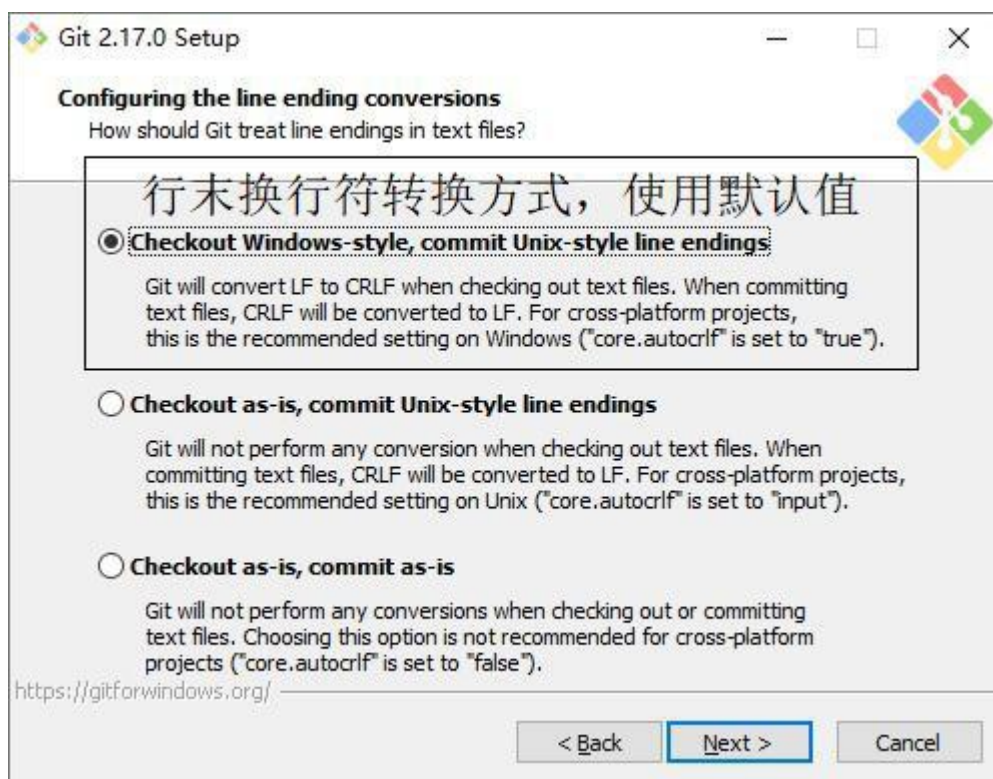 Git 2.17.0 Setup
Configuring the line ending conversions
How should Git treat line endings in text files?
行末换行符转换方式，使用默认值
Checkout Windows-style, commit Unix-style line endings
Git will convert LF to CRLF when checking out text files. When committing
text files, CRLF will be converted to LF. For cross-platform projects,
this is the recommended setting on Windows ("core.autocrlf" is set to "true").
Checkout as-is, commit Unix-style line endings
Git will not perform any conversion when checking out text files. When
committing text files, CRLF will be converted to LF. For cross-platform projects,
this is the recommended setting on Unix ("core.autocrlf" is set to "input").
Checkout as-is, commit as-is
Git will not perform any conversions when checking out or committing
text files. Choosing this option is not recommended for cross-platform
projects ("core.autocrlf" is set to "false").
https://gitforwindows.org/
< Back Next > Cancel